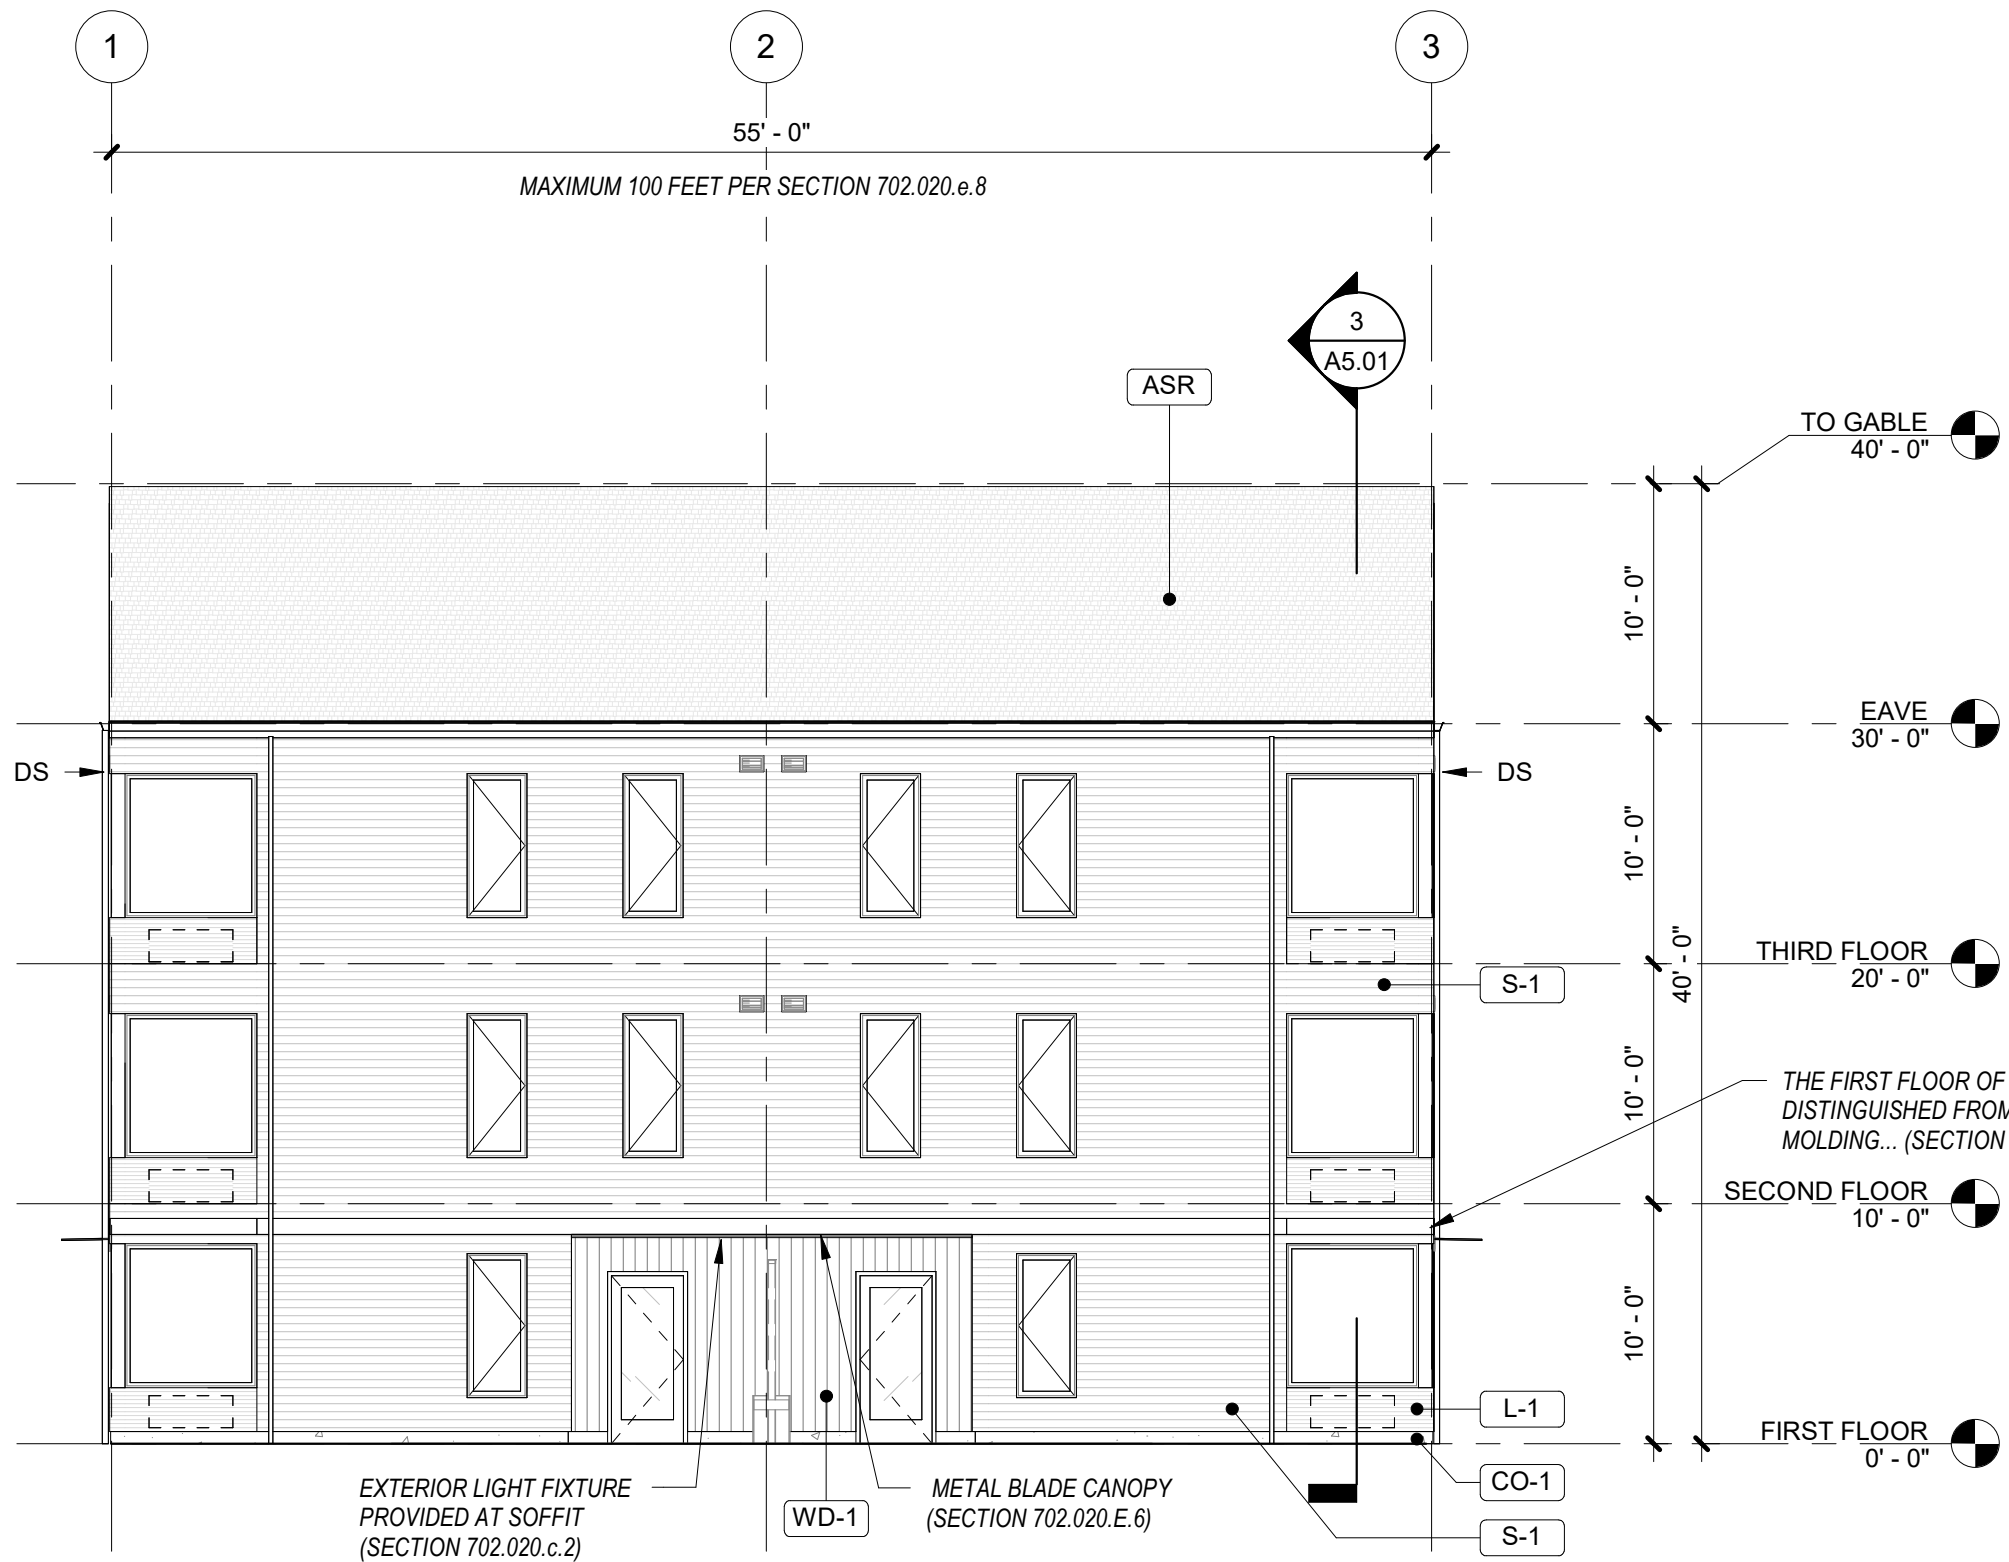 1
2
3
55' - 0"
MAXIMUM 100 FEET PER SECTION 702.020.e.8
3
A5.01
ASR
TO GABLE
40' - 0"
10' - 0"
EAVE
30' - 0"
DS
DS
10' - 0"
THIRD FLOOR
20' - 0"
40' - 0"
S-1
10' - 0"
THE FIRST FLOOR OF
DISTINGUISHED FROM
MOLDING... (SECTION
SECOND FLOOR
10' - 0"
10' - 0"
L-1
FIRST FLOOR
0' - 0"
CO-1
S-1
EXTERIOR LIGHT FIXTURE
PROVIDED AT SOFFIT
(SECTION 702.020.c.2)
WD-1
METAL BLADE CANOPY
(SECTION 702.020.E.6)